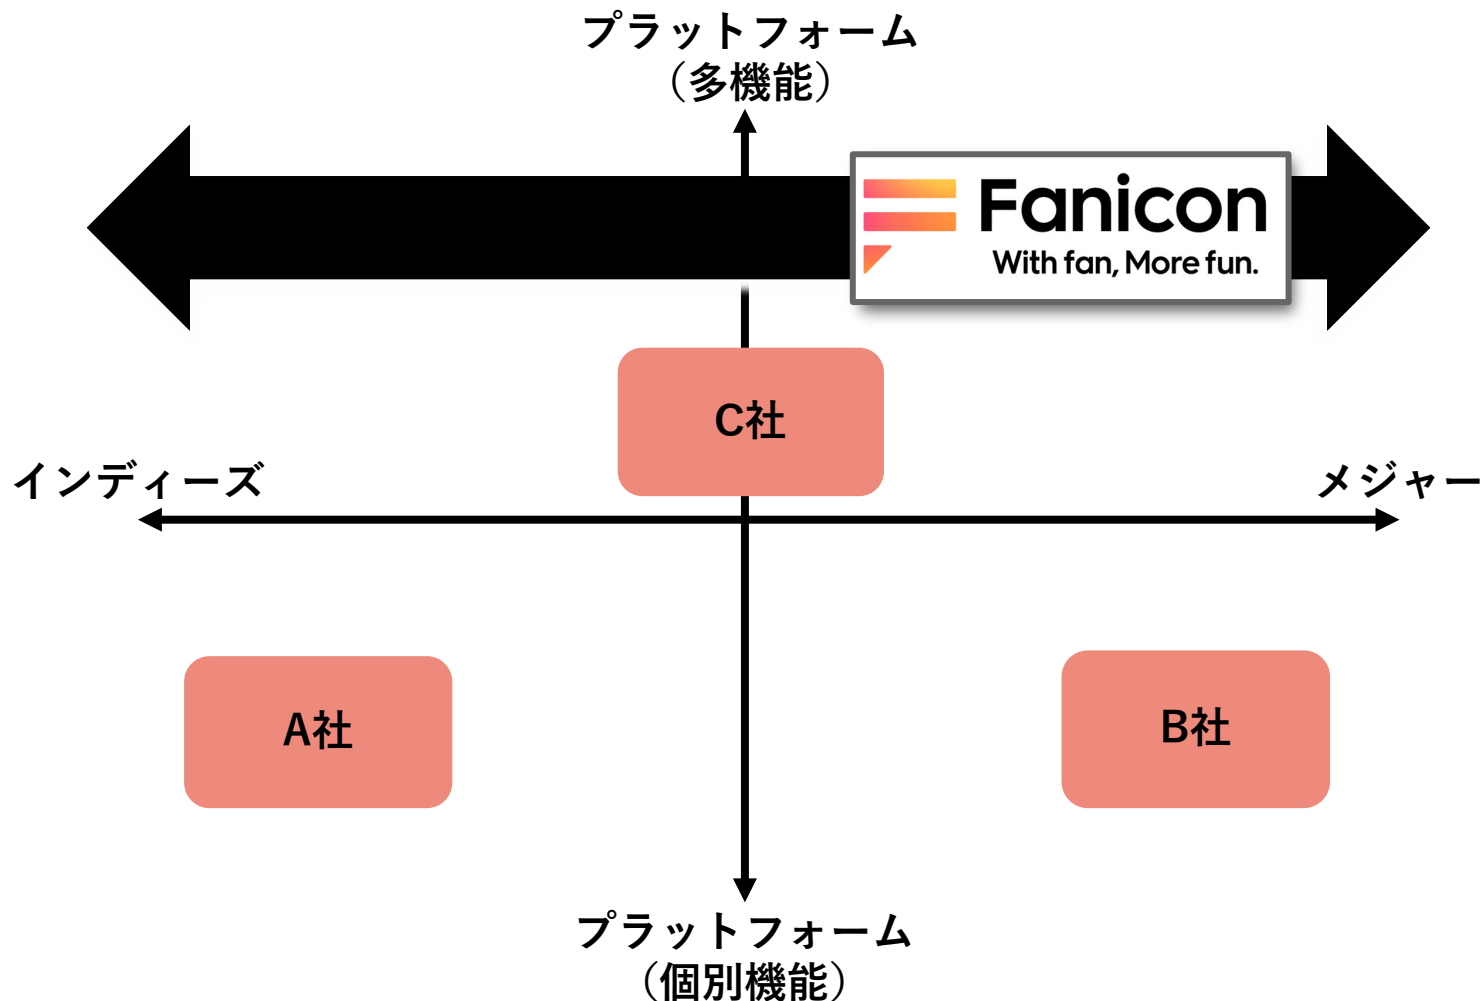 プラットフォーム
（多機能）
Fanicon
With fan, More fun.
C社
インディーズ
メジャー
A社
B社
プラットフォーム
（個別機能）